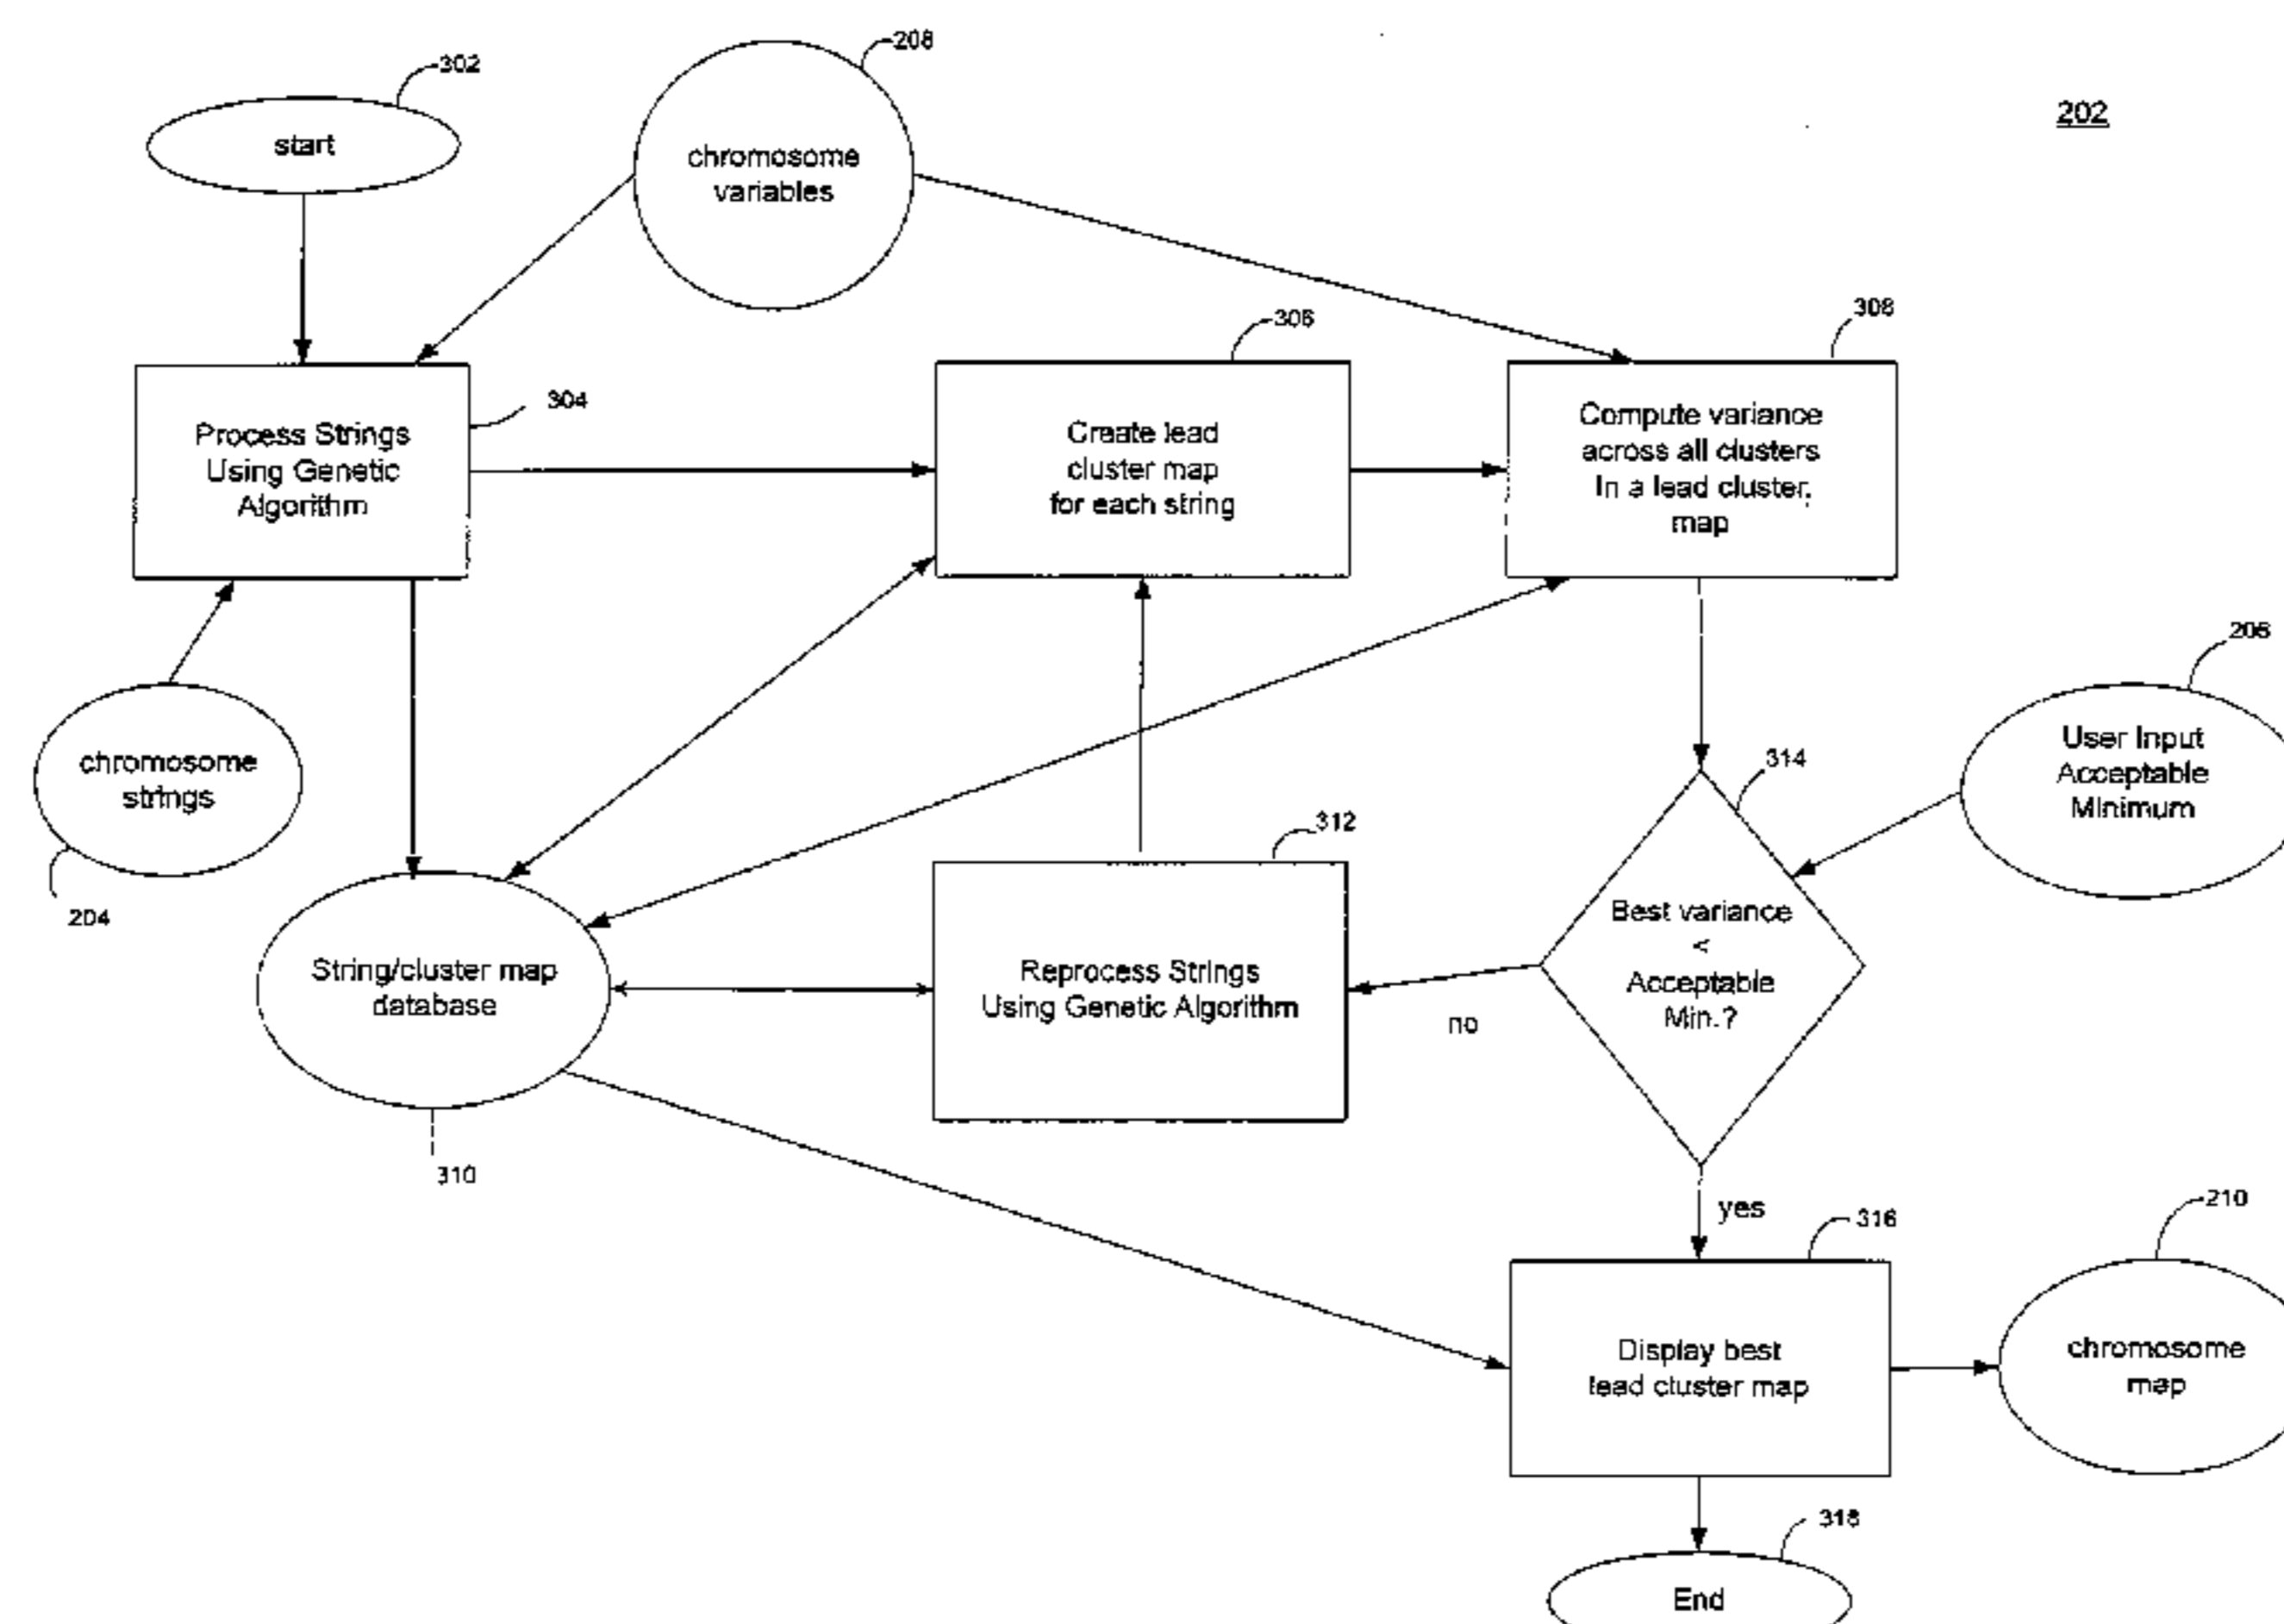 208
302
202
start
chromosome
variables
306
308
304
Process Strings
Using Genetic
Algorithm
Create lead
cluster map
for each string
Compute variance
across all clusters
In a lead cluster.
map
206
chromosome
strings
204
User Input
Acceptable
Minimum
314
312
Best variance
<
Acceptable
Min.?
String/cluster map
database
310
Reprocess Strings
Using Genetic Algorithm
no
yes
316
210
Display best
lead cluster map
chromosome
map
318
End